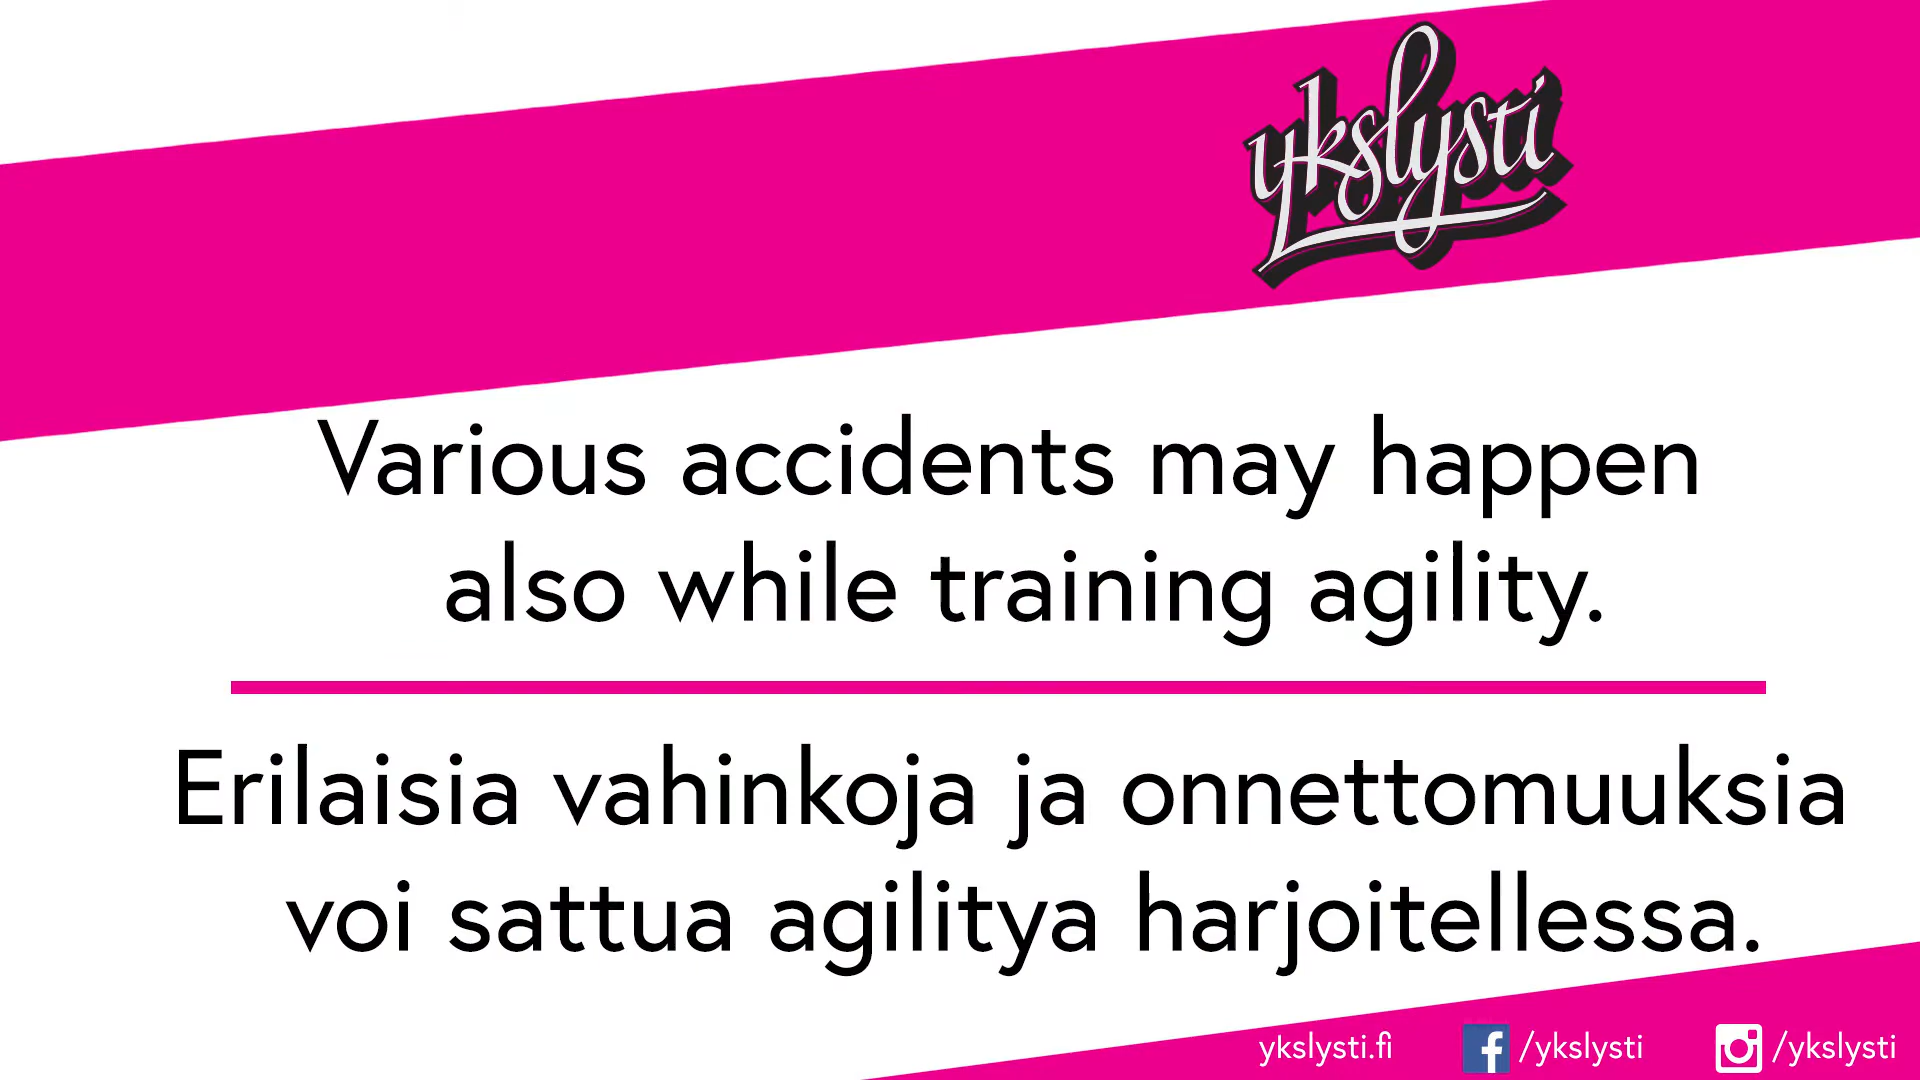 ykslysti
Various accidents may happen
also while training agility.
Erilaisia vahinkoja ja onnettomuuksia
voi sattua agilitya harjoitellessa.
ykslysti.fi /ykslysti /ykslysti